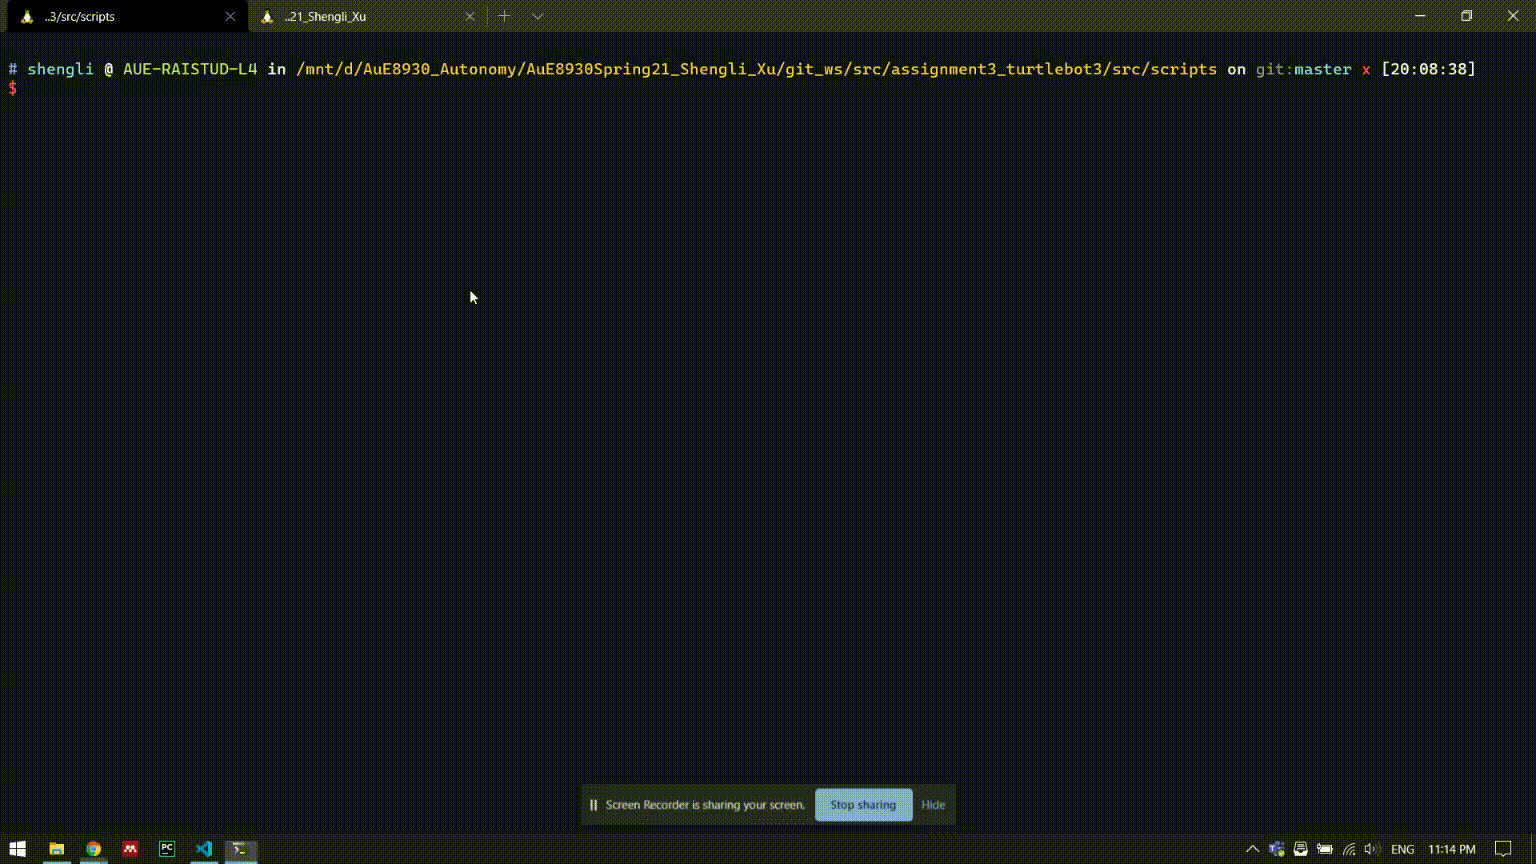 ..3/src/scripts
..21_Shengli_Xu
# shengli @ AUE-RAISTUD-L4 in /mnt/d/AuE8930_Autonomy/AuE8930Spring21_Shengli_Xu/git_ws/src/assignment3_turtlebot3/src/scripts on git:master x [20:08:38]
$
Screen Recorder is sharing your screen.
Stop sharing
Hide
PC
ENG
11:14 PM